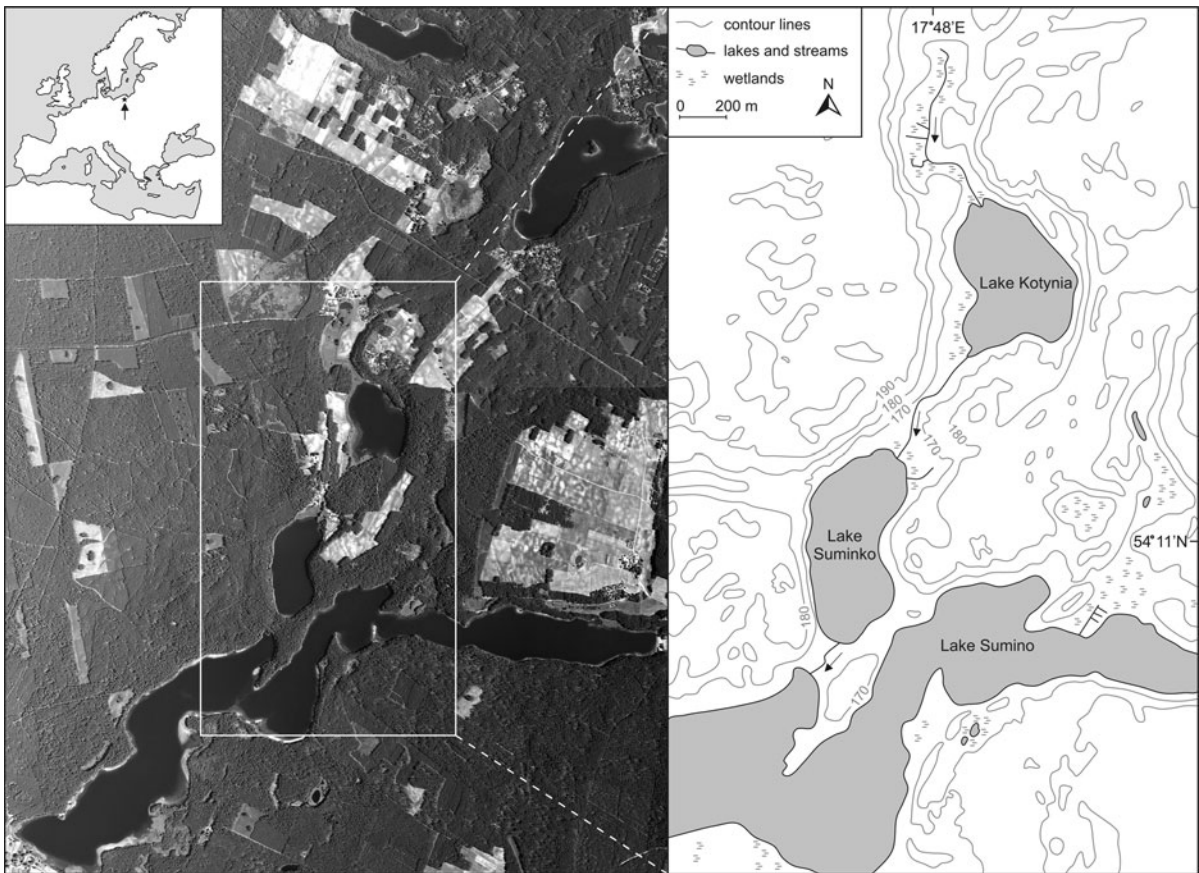 contour lines
lakes and streams
wetlands
0 200 m
N
17°48'E
Lake Kotynia
190
180
170
170
180
Lake
Suminko
54°11'N
180
Lake Sumino
170